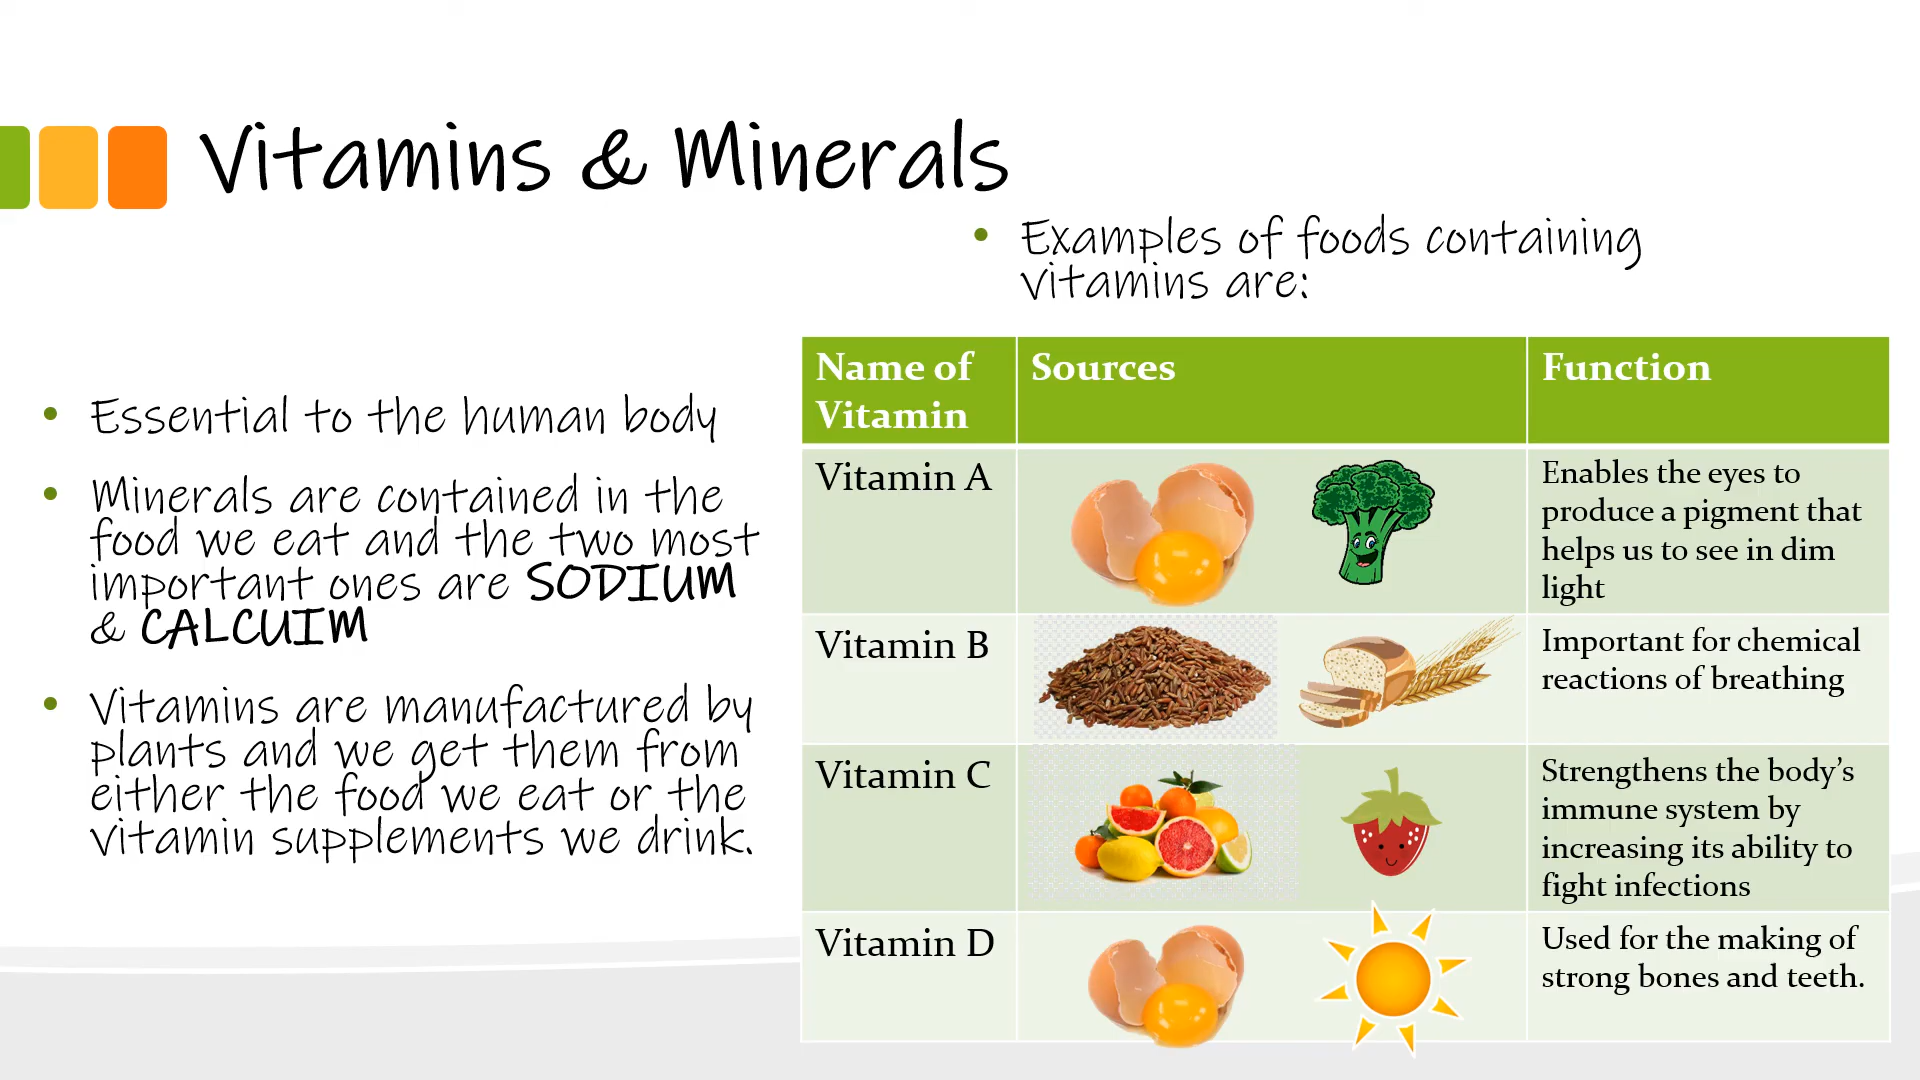 Vitamins & Minerals
• Examples of foods containing
vitamins are:
• Essential to the human body
• Minerals are contained in the
food we eat and the two most
important ones are SODIUM
& CALCUIM
• Vitamins are manufactured by
plants and we get them from
either the food we eat or the
vitamin supplements we drink.
Name of
Vitamin
Sources
Function
Vitamin A
Enables the eyes to
produce a pigment that
helps us to see in dim
light
Vitamin B
Important for chemical
reactions of breathing
Vitamin C
Strengthens the body’s
immune system by
increasing its ability to
fight infections
Vitamin D
Used for the making of
strong bones and teeth.